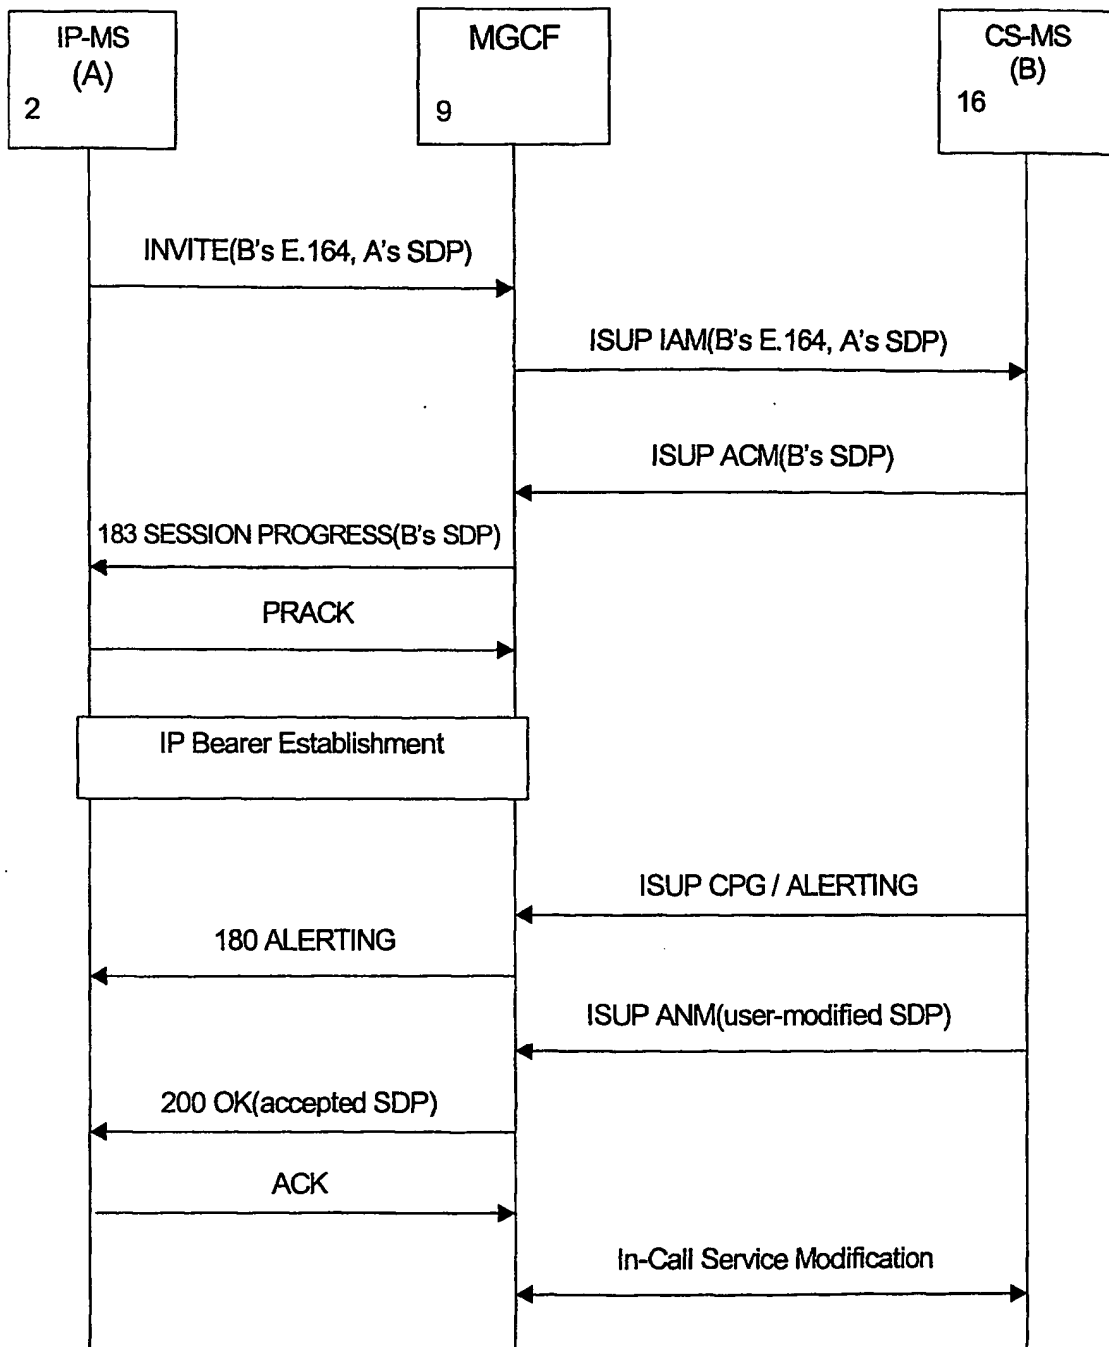 IP-MS
(A)
2
MGCF
9
CS-MS
(B)
16
INVITE(B's E.164, A's SDP)
ISUP IAM(B's E.164, A's SDP)
ISUP ACM(B's SDP)
183 SESSION PROGRESS(B's SDP)
PRACK
IP Bearer Establishment
ISUP CPG / ALERTING
180 ALERTING
ISUP ANM(user-modified SDP)
200 OK(accepted SDP)
ACK
In-Call Service Modification